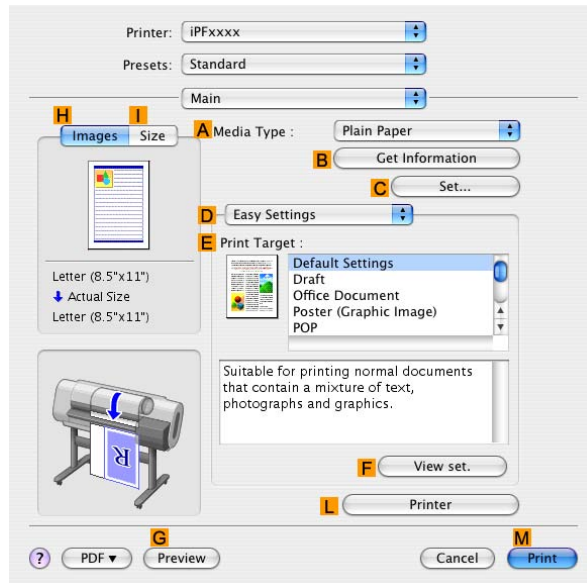 Printer: iPFxxxx
Presets: Standard
Main
H I
Images Size
A Media Type : Plain Paper
B Get Information
C Set...
D Easy Settings
E Print Target :
Default Settings
Draft
Office Document
Poster (Graphic Image)
POP
Letter (8.5"x11")
Actual Size
Letter (8.5"x11")
Suitable for printing normal documents
that contain a mixture of text,
photographs and graphics.
R
F View set.
L Printer
G M
? PDF Preview Cancel Print